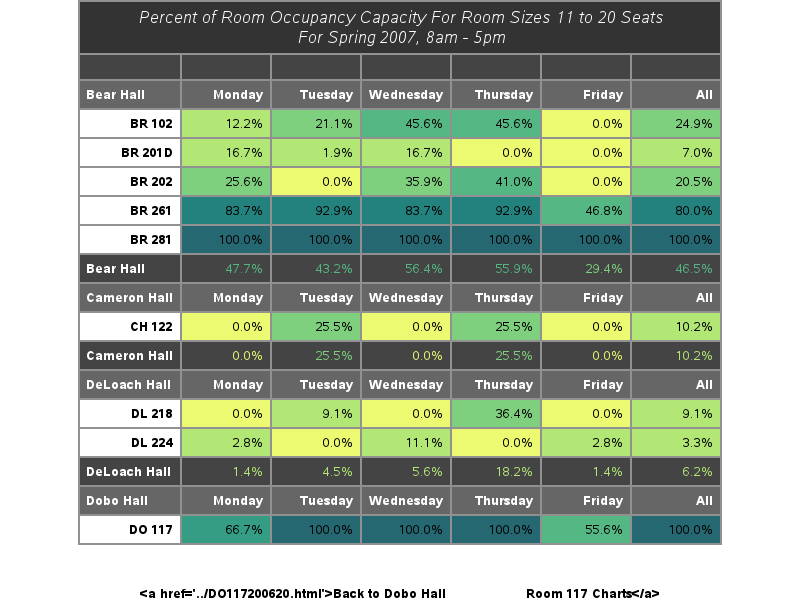 Percent of Room Occupancy Capacity For Room Sizes 11 to 20 Seats
For Spring 2007, 8am - 5pm
Bear Hall Monday Tuesday Wednesday Thursday Friday All
BR 102 12.2% 21.1% 45.6% 45.6% 0.0% 24.9%
BR 201D 16.7% 1.9% 16.7% 0.0% 0.0% 7.0%
BR 202 25.6% 0.0% 35.9% 41.0% 0.0% 20.5%
BR 261 83.7% 92.9% 83.7% 92.9% 46.8% 80.0%
BR 281 100.0% 100.0% 100.0% 100.0% 100.0% 100.0%
Bear Hall 47.7% 43.2% 56.4% 55.9% 29.4% 46.5%
Cameron Hall Monday Tuesday Wednesday Thursday Friday All
CH 122 0.0% 25.5% 0.0% 25.5% 0.0% 10.2%
Cameron Hall 0.0% 25.5% 0.0% 25.5% 0.0% 10.2%
DeLoach Hall Monday Tuesday Wednesday Thursday Friday All
DL 218 0.0% 9.1% 0.0% 36.4% 0.0% 9.1%
DL 224 2.8% 0.0% 11.1% 0.0% 2.8% 3.3%
DeLoach Hall 1.4% 4.5% 5.6% 18.2% 1.4% 6.2%
Dobo Hall Monday Tuesday Wednesday Thursday Friday All
DO 117 66.7% 100.0% 100.0% 100.0% 55.6% 100.0%
<a href='../DO117200620.html'>Back to Dobo Hall Room 117 Charts</a>